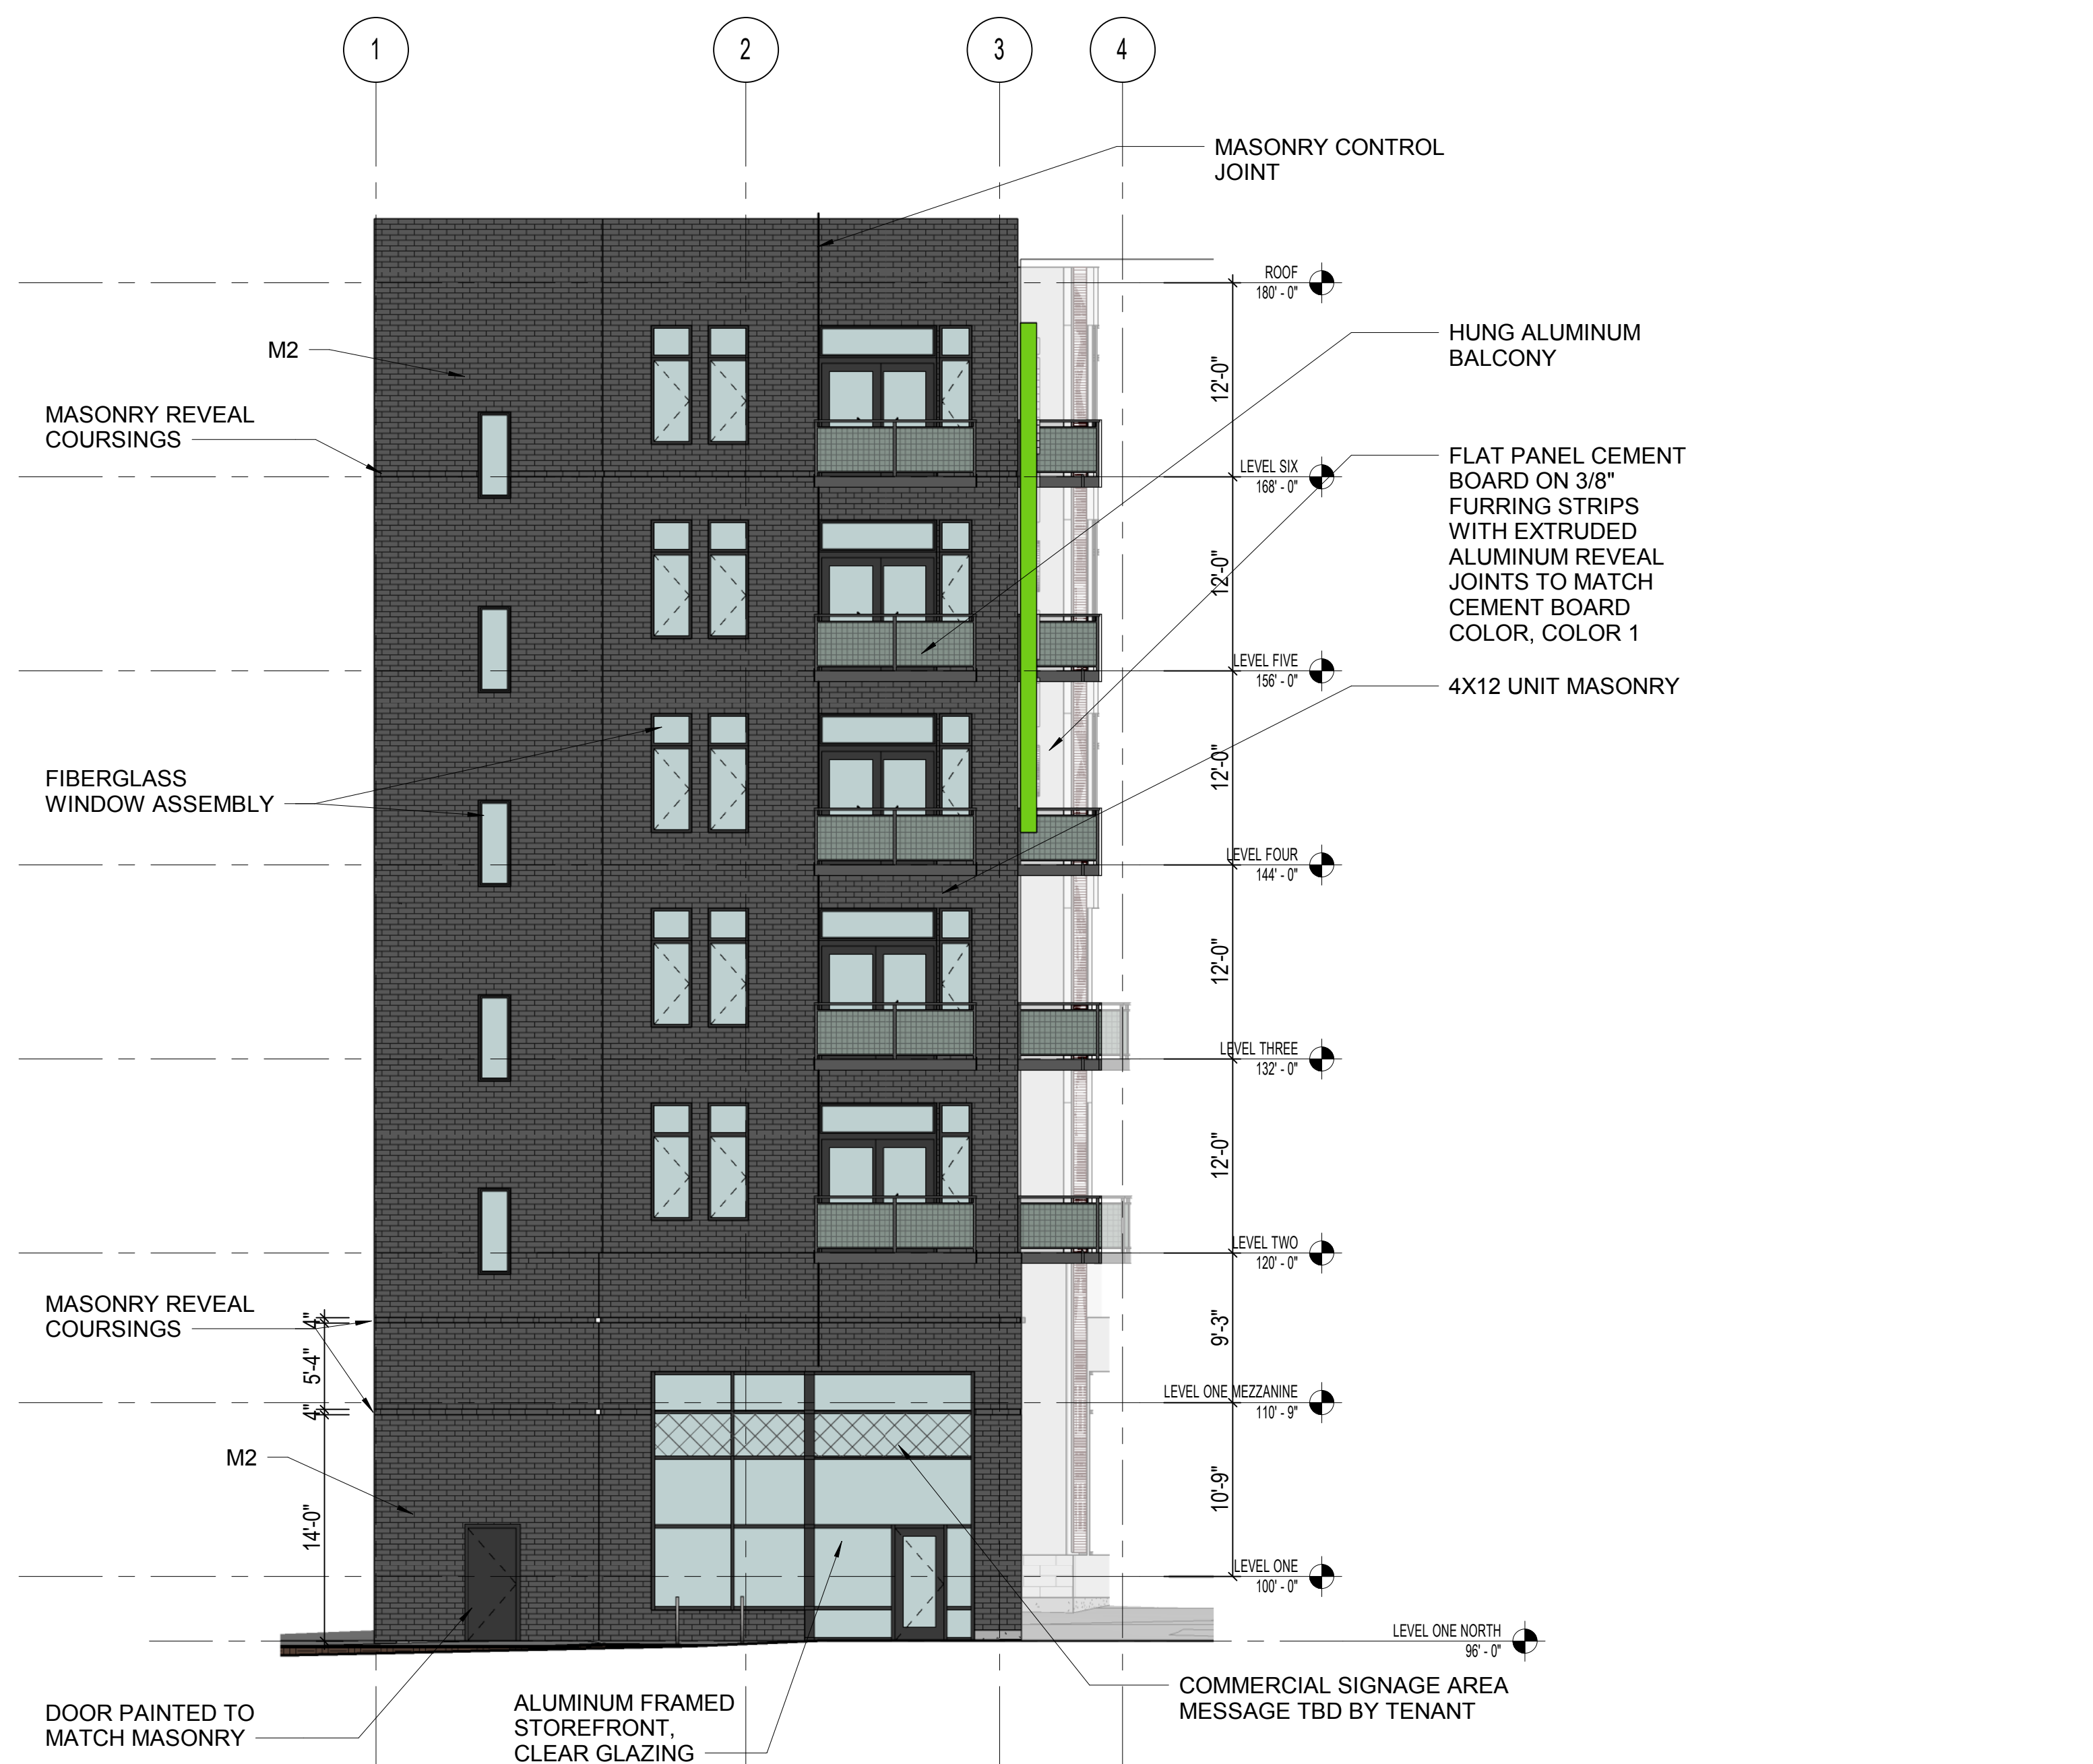 1
2
3
4
MASONRY CONTROL
JOINT
ROOF
180' - 0"
M2
HUNG ALUMINUM
BALCONY
12'-0"
MASONRY REVEAL
COURSINGS
FLAT PANEL CEMENT
BOARD ON 3/8"
FURRING STRIPS
WITH EXTRUDED
ALUMINUM REVEAL
JOINTS TO MATCH
CEMENT BOARD
COLOR, COLOR 1
LEVEL SIX
168' - 0"
12'-0"
LEVEL FIVE
156' - 0"
4X12 UNIT MASONRY
12'-0"
FIBERGLASS
WINDOW ASSEMBLY
LEVEL FOUR
144' - 0"
12'-0"
LEVEL THREE
132' - 0"
12'-0"
LEVEL TWO
120' - 0"
MASONRY REVEAL
COURSINGS
4"
9'-3"
5'-4"
LEVEL ONE MEZZANINE
110' - 9"
4"
M2
10'-9"
14'-0"
LEVEL ONE
100' - 0"
LEVEL ONE NORTH
96' - 0"
COMMERCIAL SIGNAGE AREA
MESSAGE TBD BY TENANT
DOOR PAINTED TO
MATCH MASONRY
ALUMINUM FRAMED
STOREFRONT,
CLEAR GLAZING